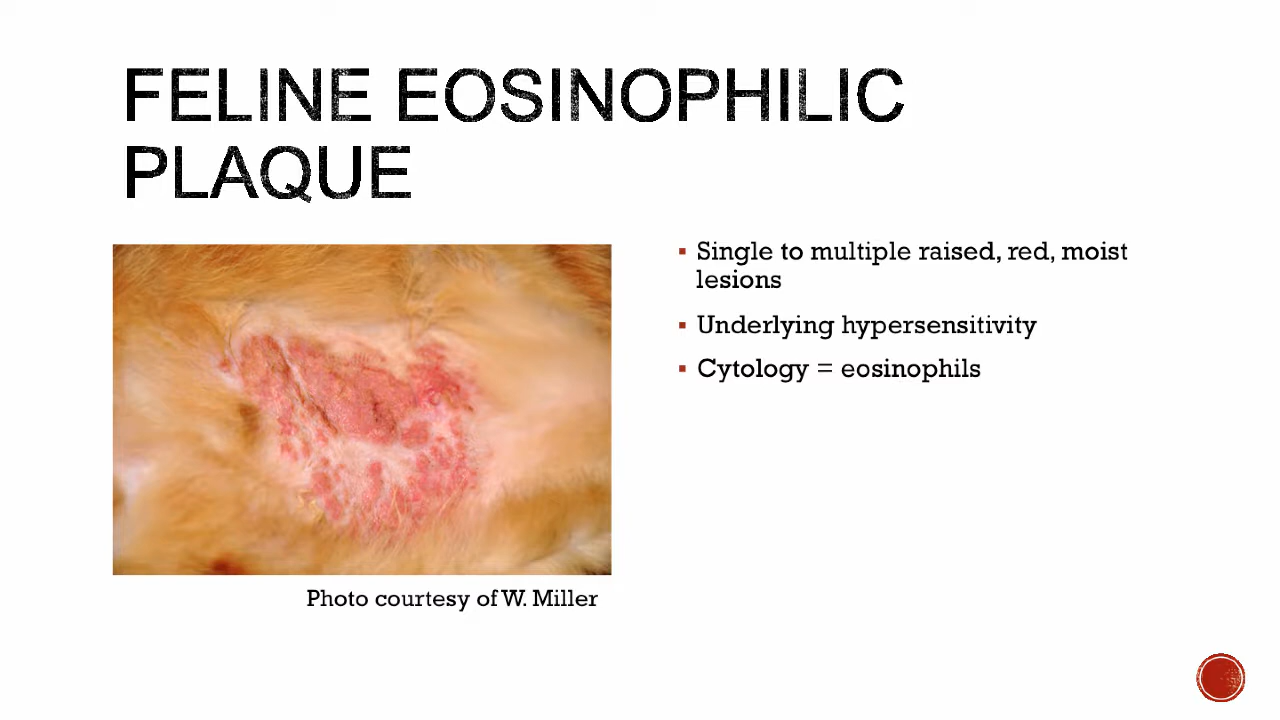 FELINE EOSINOPHILIC
PLAQUE
▪ Single to multiple raised, red, moist
lesions
▪ Underlying hypersensitivity
▪ Cytology = eosinophils
Photo courtesy of W. Miller